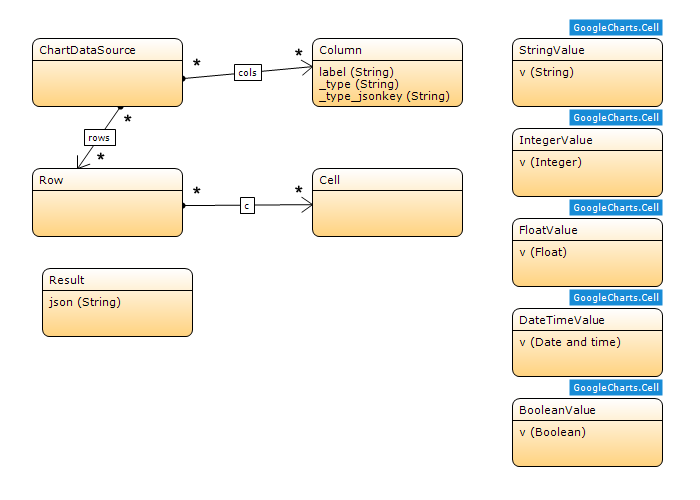 GoogleCharts.Cell
ChartDataSource
*
cols
*
Column
label (String)
_type (String)
_type_jsonkey (String)
StringValue
v (String)
*
rows
*
GoogleCharts.Cell
IntegerValue
v (Integer)
Row
*
c
*
Cell
GoogleCharts.Cell
FloatValue
v (Float)
Result
json (String)
GoogleCharts.Cell
DateTimeValue
v (Date and time)
GoogleCharts.Cell
BooleanValue
v (Boolean)